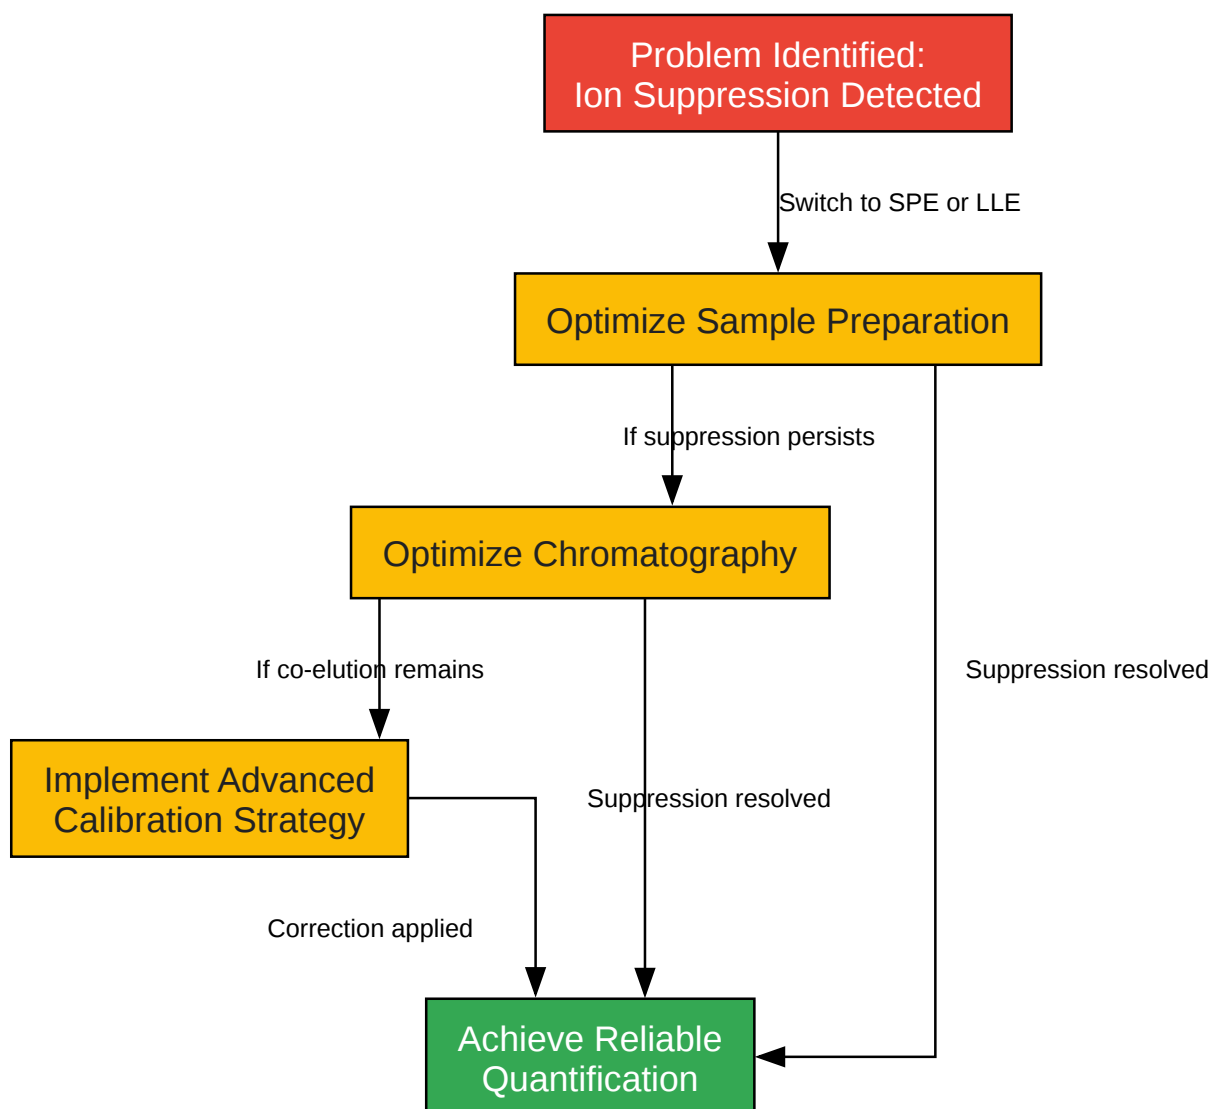 Problem Identified:
Ion Suppression Detected
Switch to SPE or LLE
Optimize Sample Preparation
If suppression persists
Optimize Chromatography
If co-elution remains
Suppression resolved
Implement Advanced
Calibration Strategy
Suppression resolved
Correction applied
Achieve Reliable
Quantification